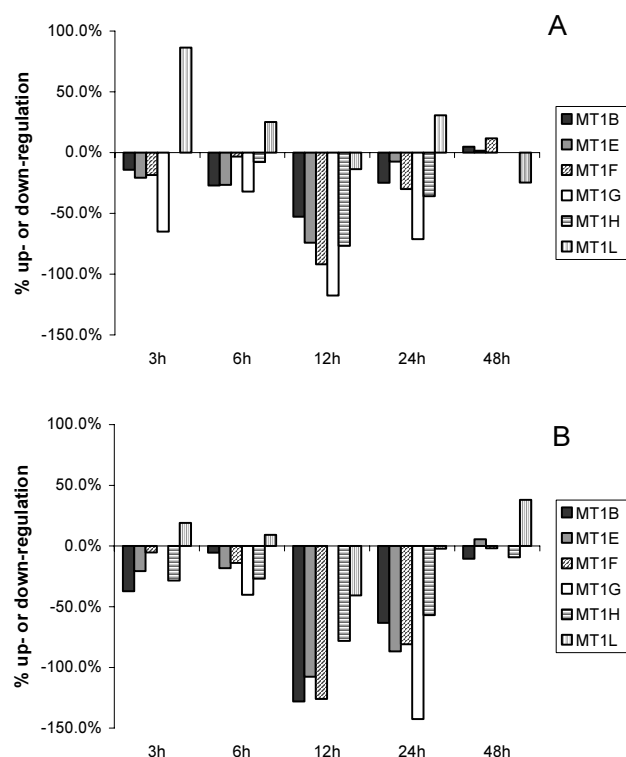 A
100.0%
50.0%
0.0%
-50.0%
-100.0%
-150.0%
% up- or down-regulation
3h 6h 12h 24h 48h
MT1B
MT1E
MT1F
MT1G
MT1H
MT1L
B
100.0%
50.0%
0.0%
-50.0%
-100.0%
-150.0%
% up- or down-regulation
3h 6h 12h 24h 48h
MT1B
MT1E
MT1F
MT1G
MT1H
MT1L